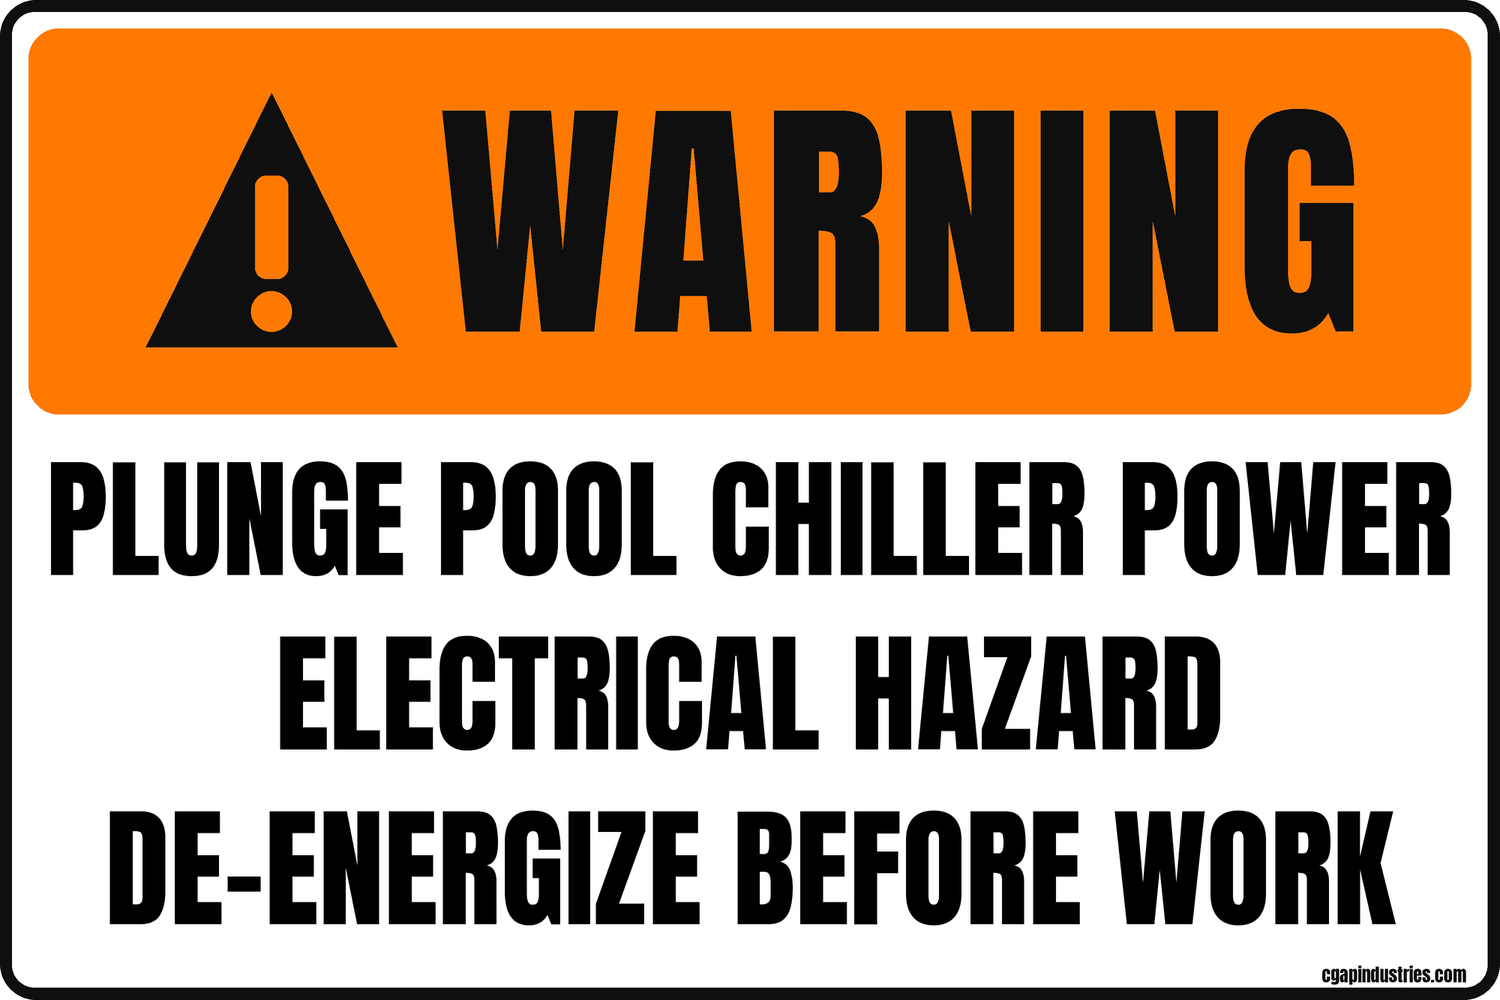 WARNING
PLUNGE POOL CHILLER POWER
ELECTRICAL HAZARD
DE-ENERGIZE BEFORE WORK
cgapindustries.com